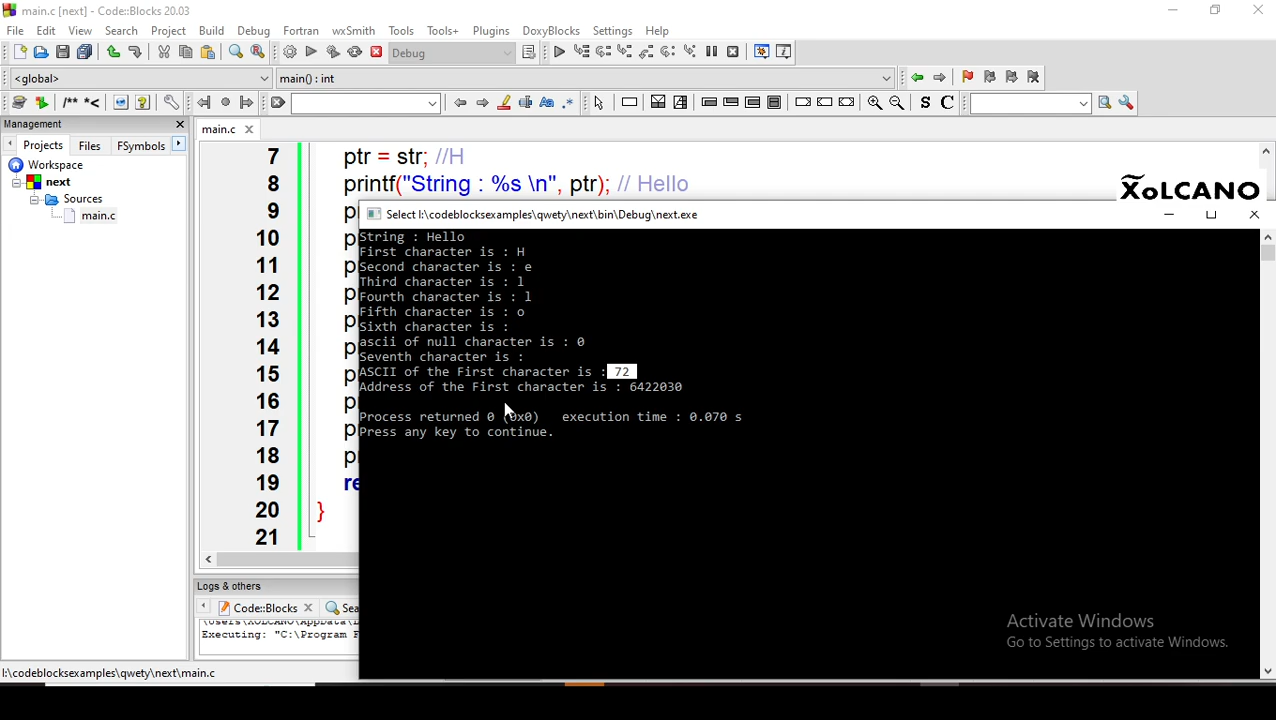 main.c [next] - Code::Blocks 20.03
File Edit View Search Project Build Debug Fortran wxSmith Tools Tools+ Plugins DoxyBlocks Settings Help
Debug
<global>
main() : int
/** *<
S C
Management
Projects Files FSymbols
Workspace
next
Sources
main.c
main.c
7 ptr = str; //H
8 printf("String : %s \n", ptr); // Hello
9
10
11
12
13
14
15
16
17
18
19
20 }
21
XOLCANO
Select I:\codeblocksexamples\qwety\next\bin\Debug\next.exe
String : Hello
First character is : H
Second character is : e
Third character is : l
Fourth character is : l
Fifth character is : o
Sixth character is :
ascii of null character is : 0
Seventh character is :
ASCII of the First character is : 72
Address of the First character is : 6422030
Process returned 0 (0x0) execution time : 0.070 s
Press any key to continue.
Logs & others
Code::Blocks
Executing: "C:\Program
Activate Windows
Go to Settings to activate Windows.
I:\codeblocksexamples\qwety\next\main.c